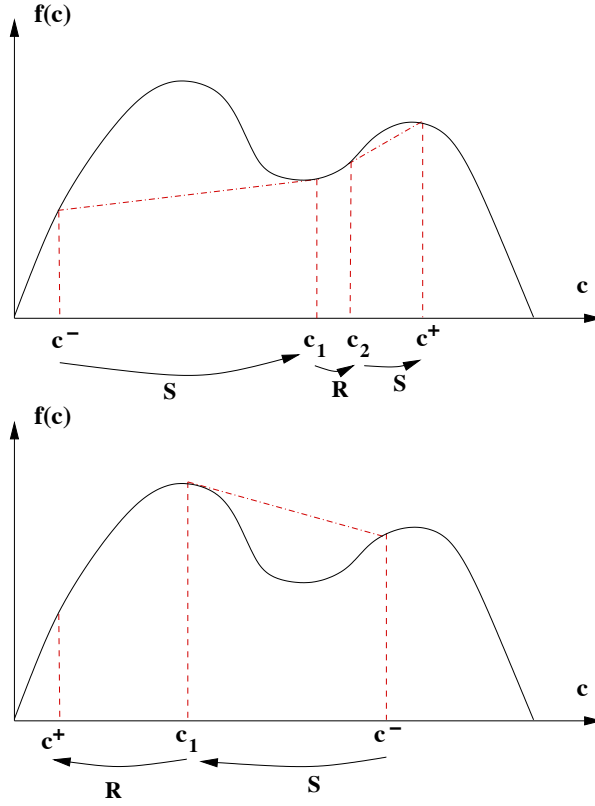 f(c)
c
c⁻ c₁ c₂ c⁺
S R S
f(c)
c
c⁺ c₁ c⁻
R S